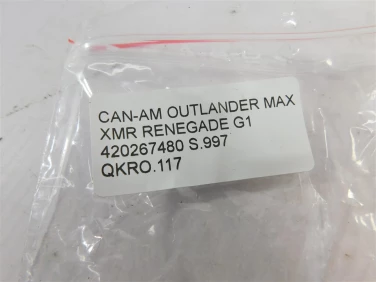 CAN-AM OUTLANDER MAX
XMR RENEGADE G1
420267480 S.997
QKRO.117